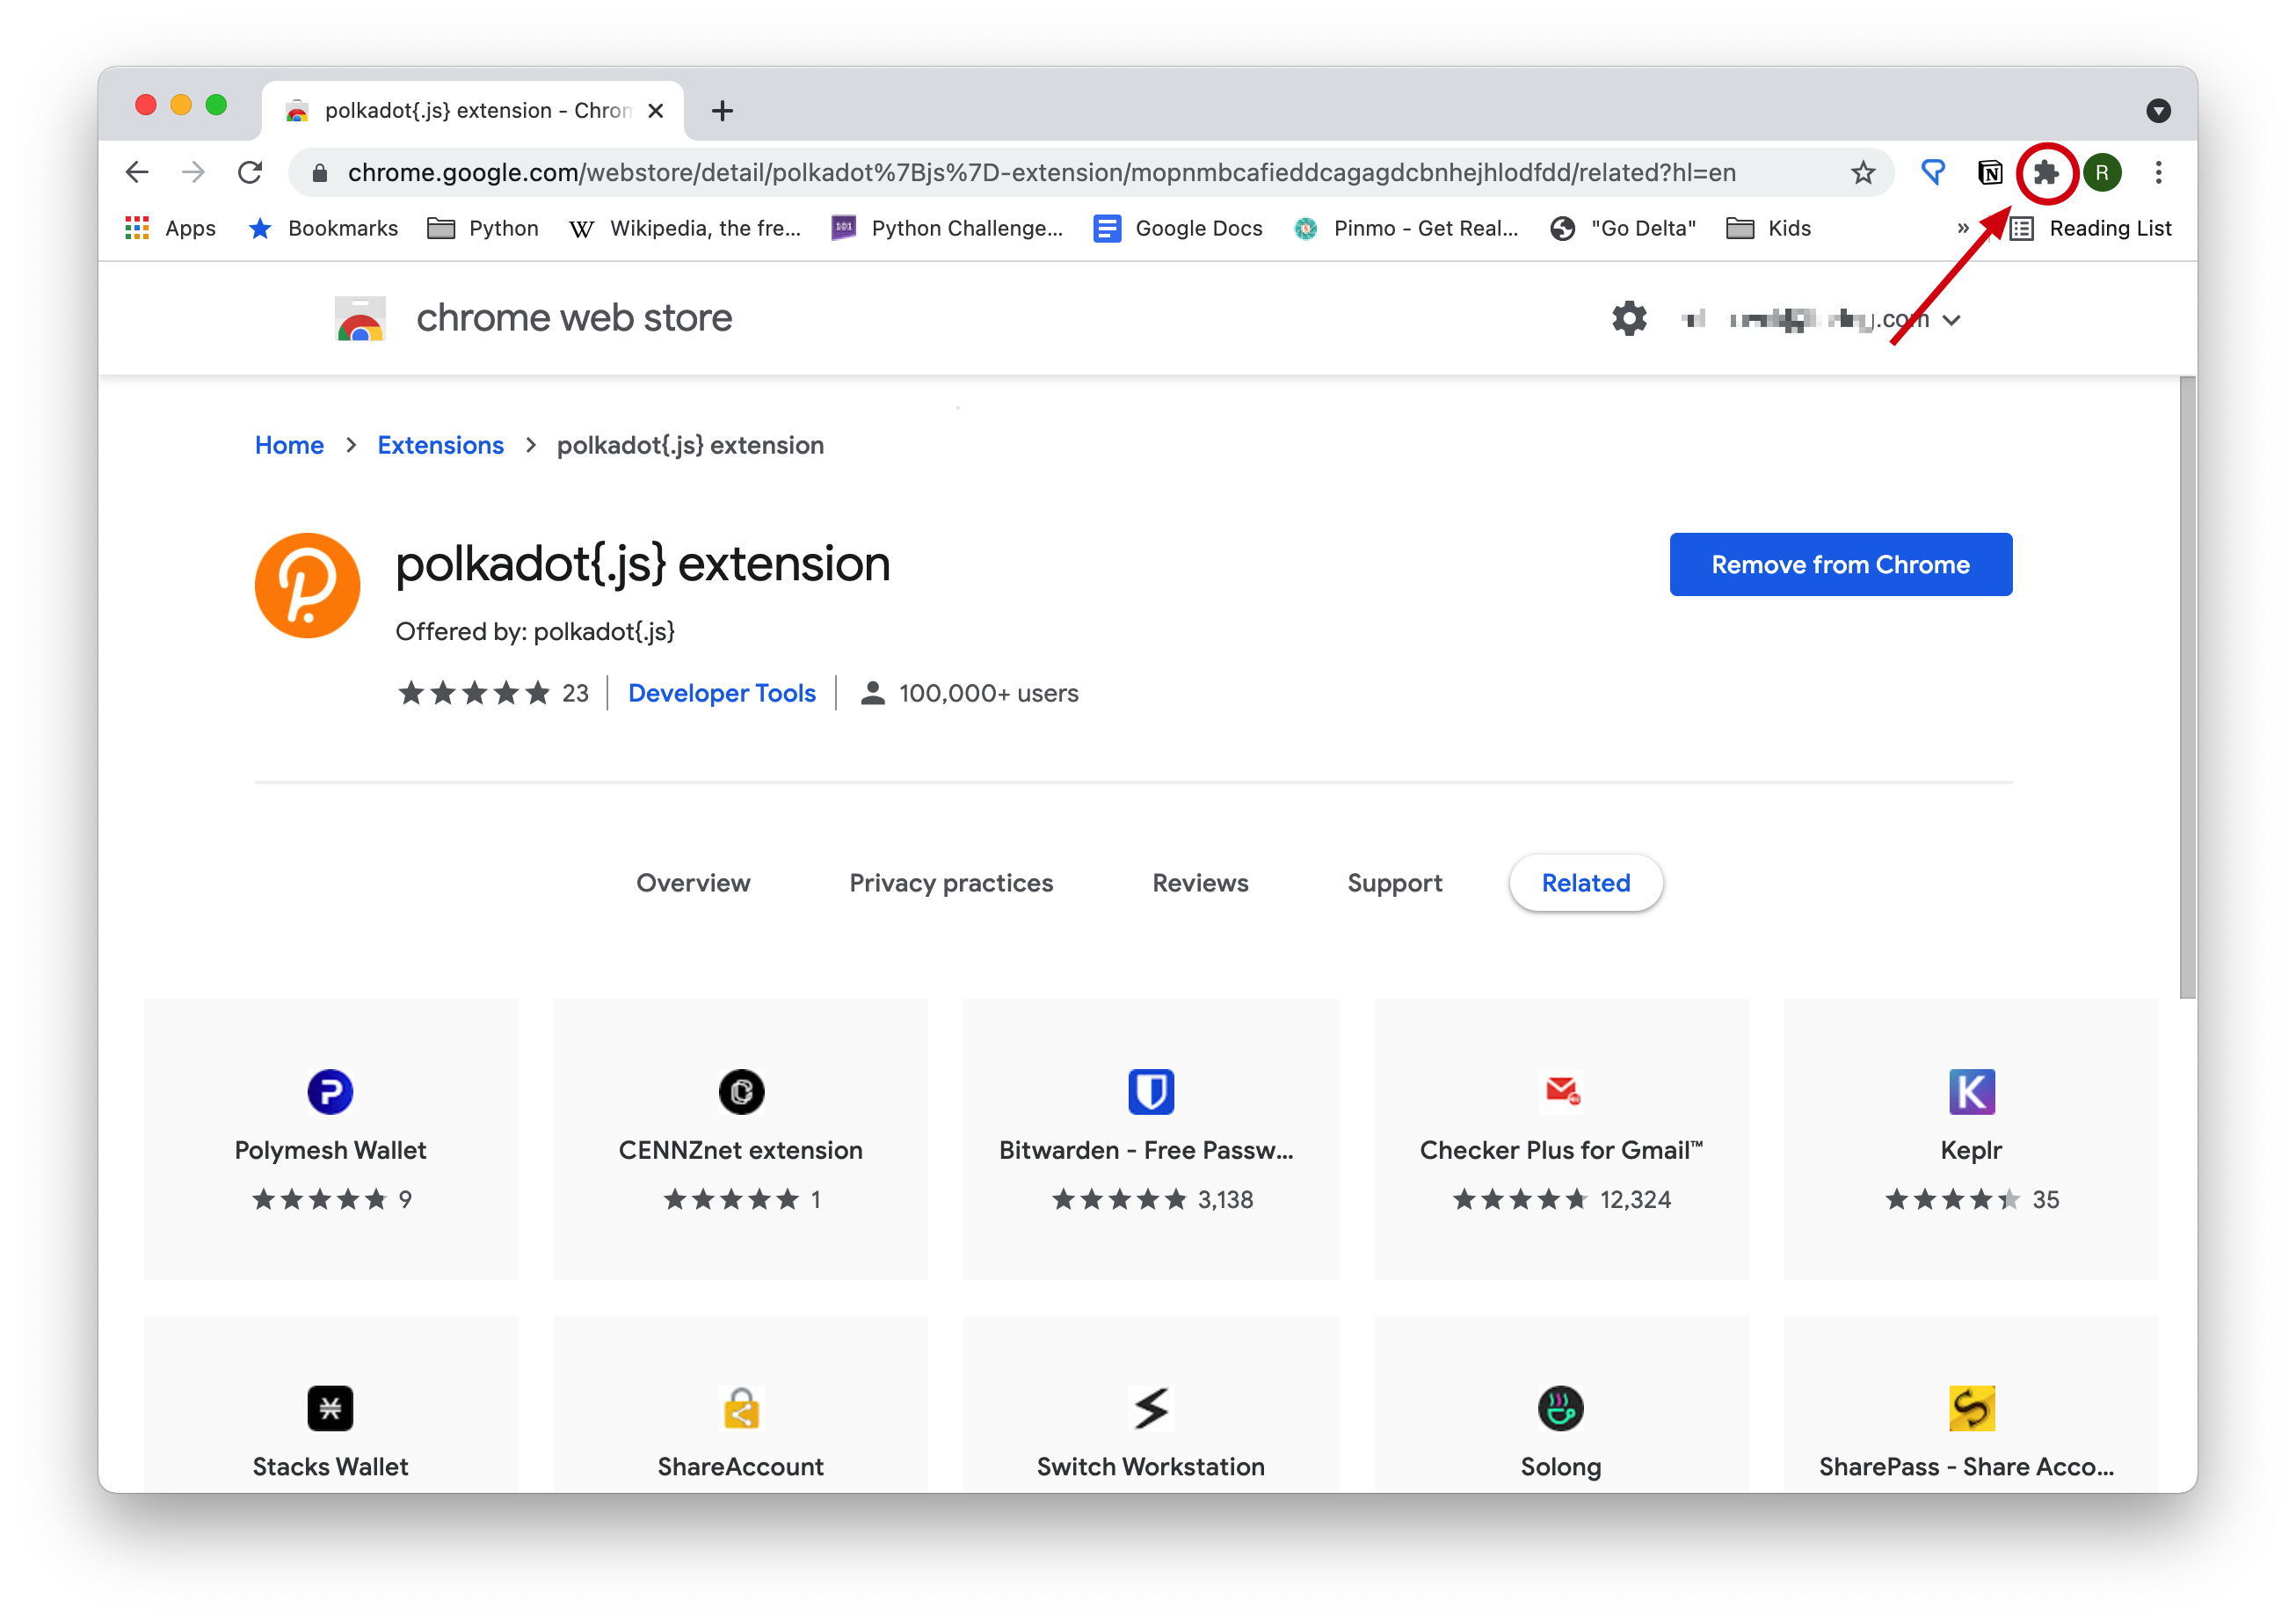 polkadot{.js} extension - Chrom
chrome.google.com/webstore/detail/polkadot%7Bjs%7D-extension/mopnmbcafieddcagagdcbnhejhlodfdd/related?hl=en
R
Apps Bookmarks Python Wikipedia, the fre... Python Challenge... Google Docs Pinmo - Get Real... "Go Delta" Kids » Reading List
chrome web store
.com
Home > Extensions > polkadot{.js} extension
polkadot{.js} extension
Remove from Chrome
Offered by: polkadot{.js}
23 Developer Tools 100,000+ users
Overview Privacy practices Reviews Support Related
Polymesh Wallet CENNZnet extension Bitwarden - Free Passw... Checker Plus for Gmail™ Keplr
9 1 3,138 12,324 35
Stacks Wallet ShareAccount Switch Workstation Solong SharePass - Share Acco...